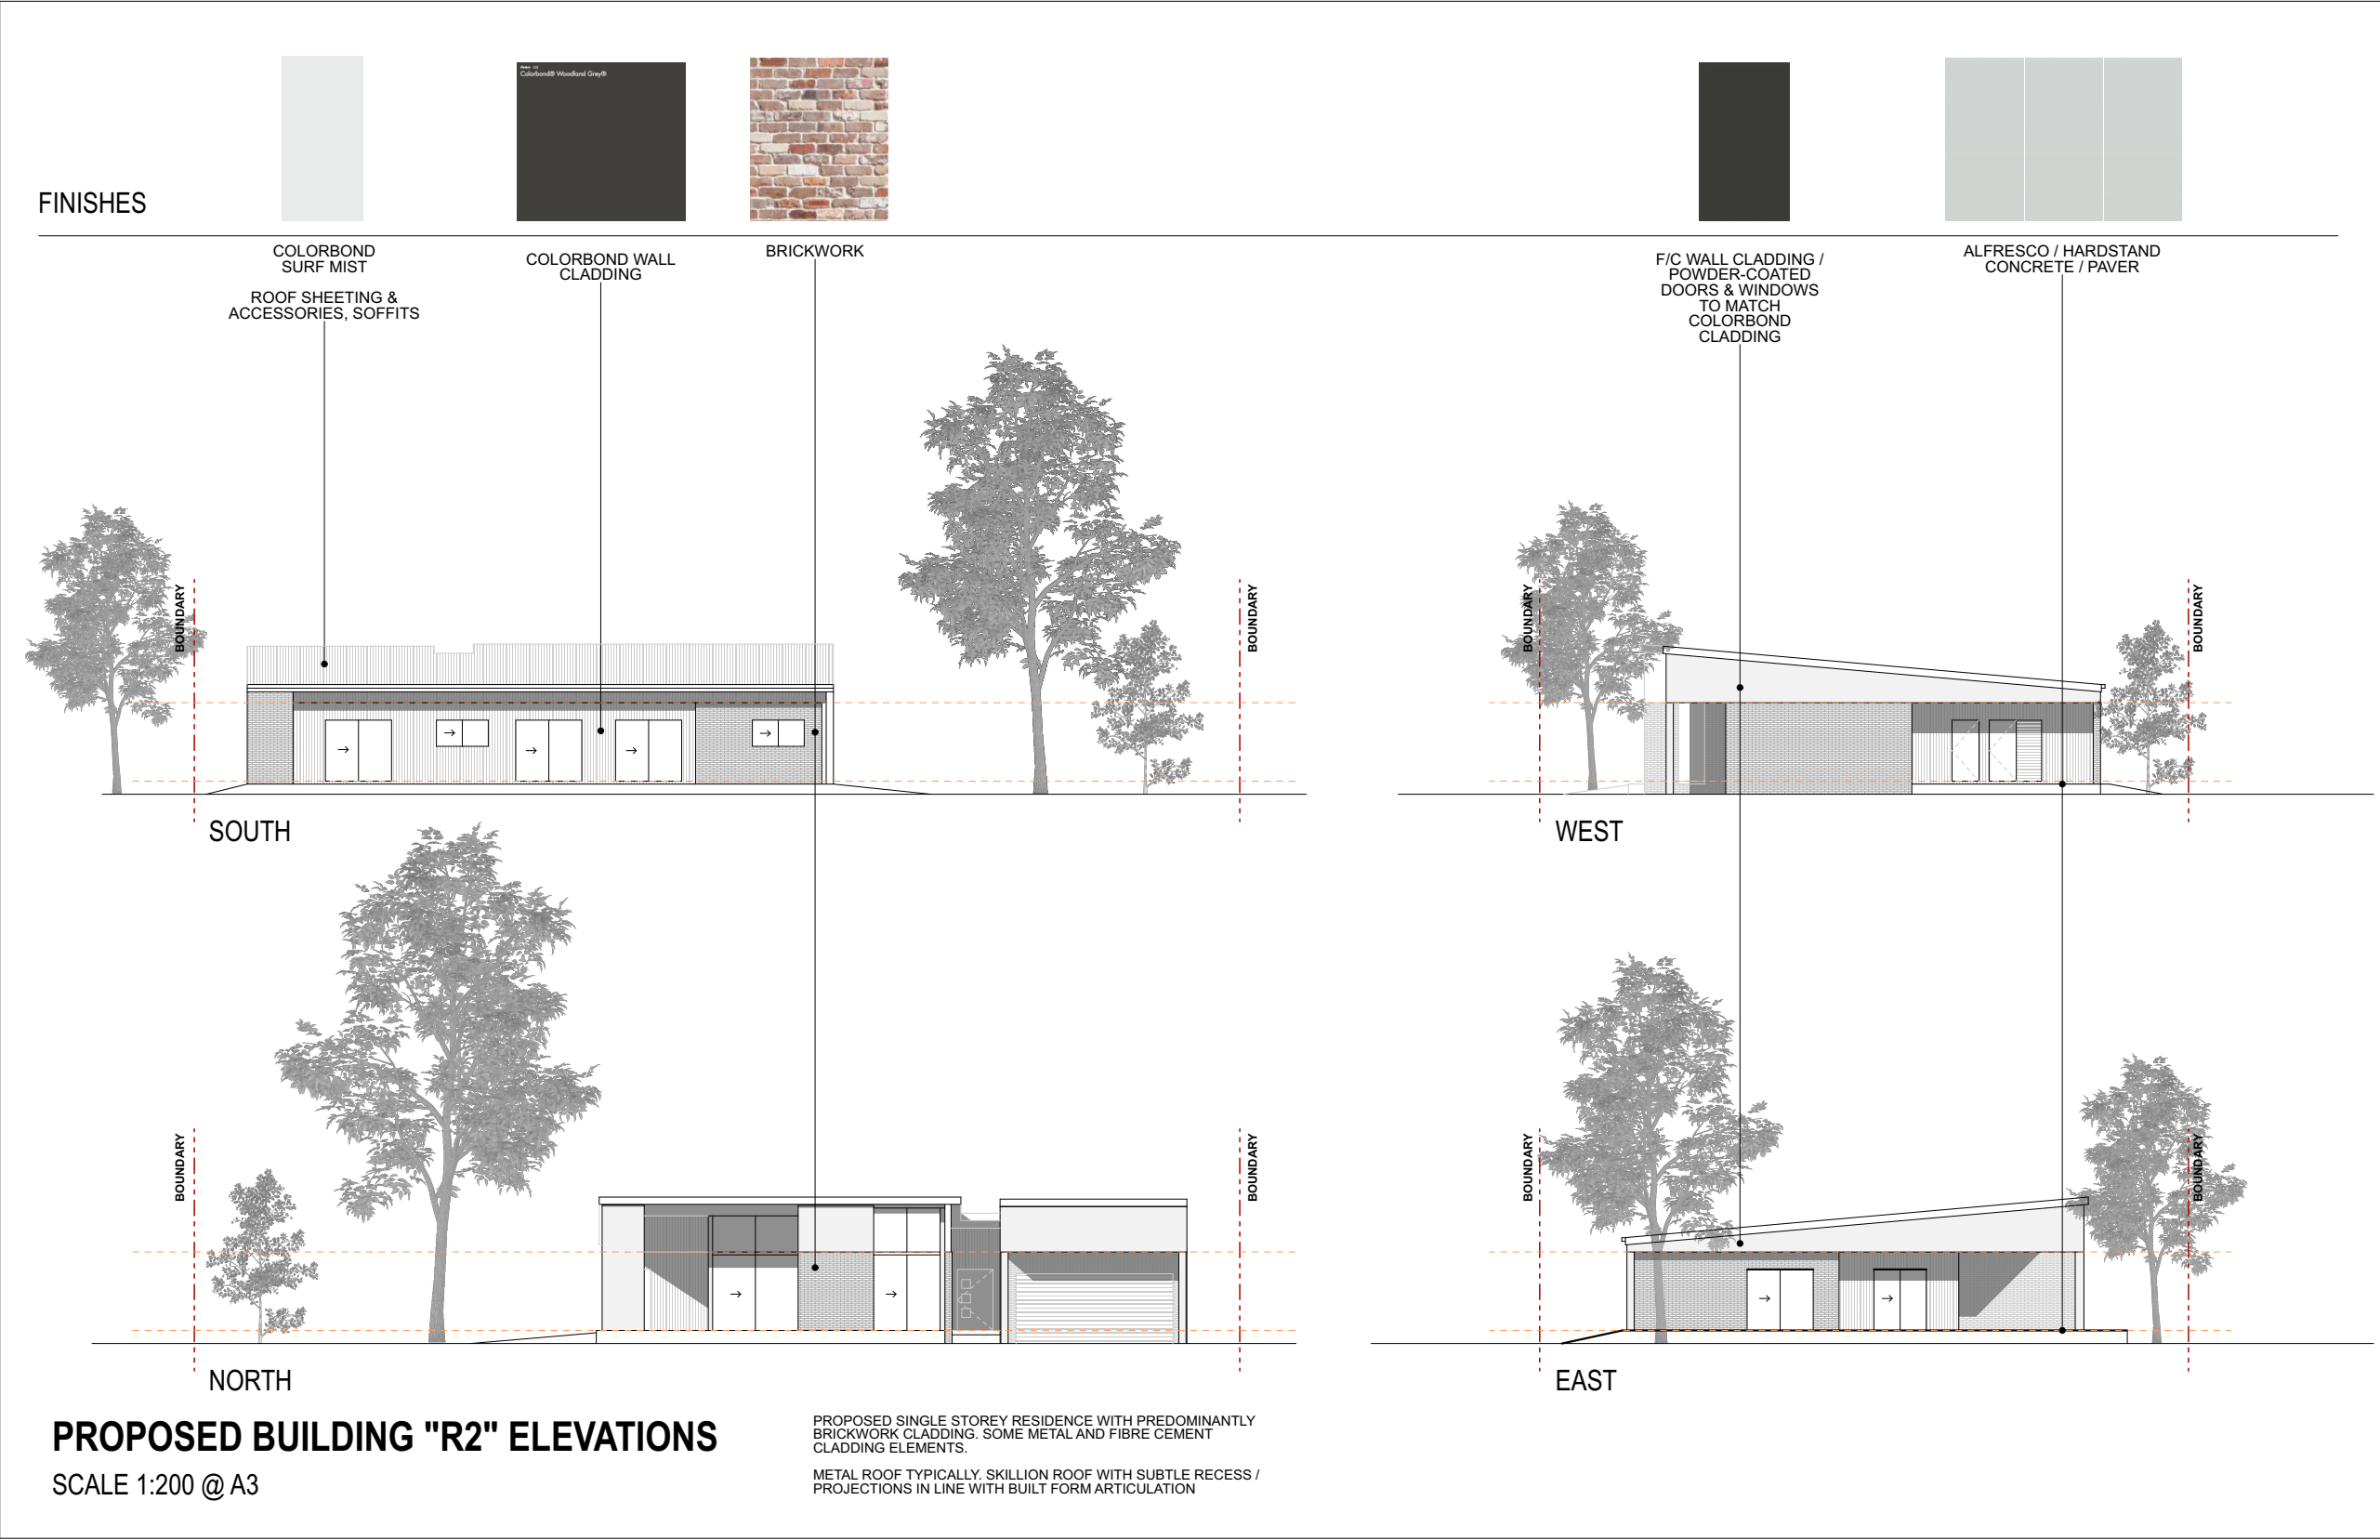 Colorbond® Woodland Grey®
FINISHES
COLORBOND
SURF MIST
ROOF SHEETING &
ACCESSORIES, SOFFITS
COLORBOND WALL
CLADDING
BRICKWORK
F/C WALL CLADDING /
POWDER-COATED
DOORS & WINDOWS
TO MATCH
COLORBOND
CLADDING
ALFRESCO / HARDSTAND
CONCRETE / PAVER
BOUNDARY
BOUNDARY
BOUNDARY
BOUNDARY
SOUTH
WEST
BOUNDARY
BOUNDARY
BOUNDARY
BOUNDARY
NORTH
EAST
PROPOSED BUILDING "R2" ELEVATIONS
SCALE 1:200 @ A3
PROPOSED SINGLE STOREY RESIDENCE WITH PREDOMINANTLY
BRICKWORK CLADDING. SOME METAL AND FIBRE CEMENT
CLADDING ELEMENTS.
METAL ROOF TYPICALLY. SKILLION ROOF WITH SUBTLE RECESS /
PROJECTIONS IN LINE WITH BUILT FORM ARTICULATION